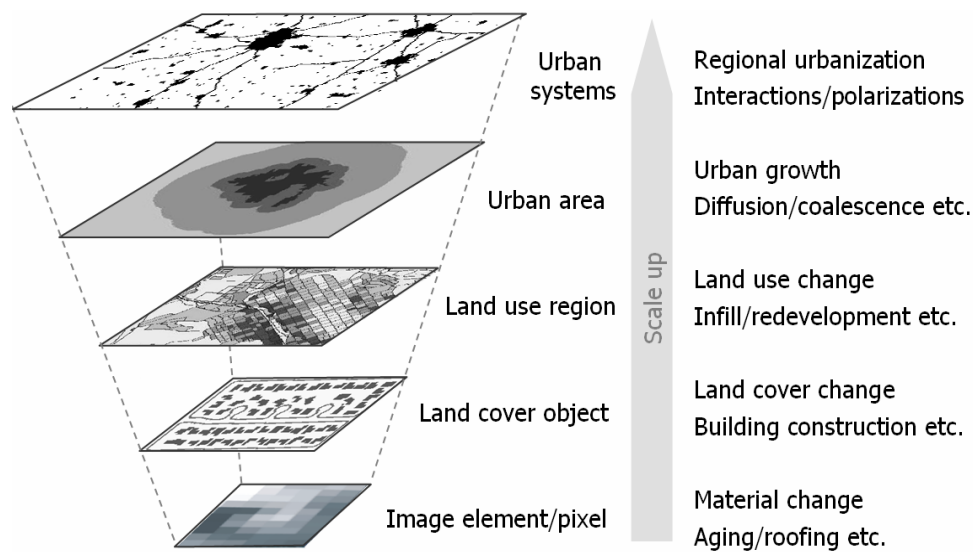 Urban
systems
Regional urbanization
Interactions/polarizations
Urban area
Urban growth
Diffusion/coalescence etc.
Land use region
Land use change
Infill/redevelopment etc.
Land cover object
Land cover change
Building construction etc.
Image element/pixel
Material change
Aging/roofing etc.
Scale up